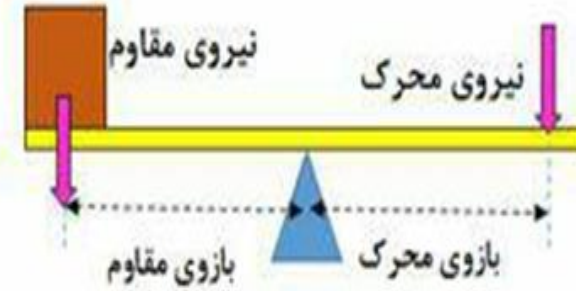 نیروی مقاوم
نیروی محرک
بازوی محرک
بازوی مقاوم